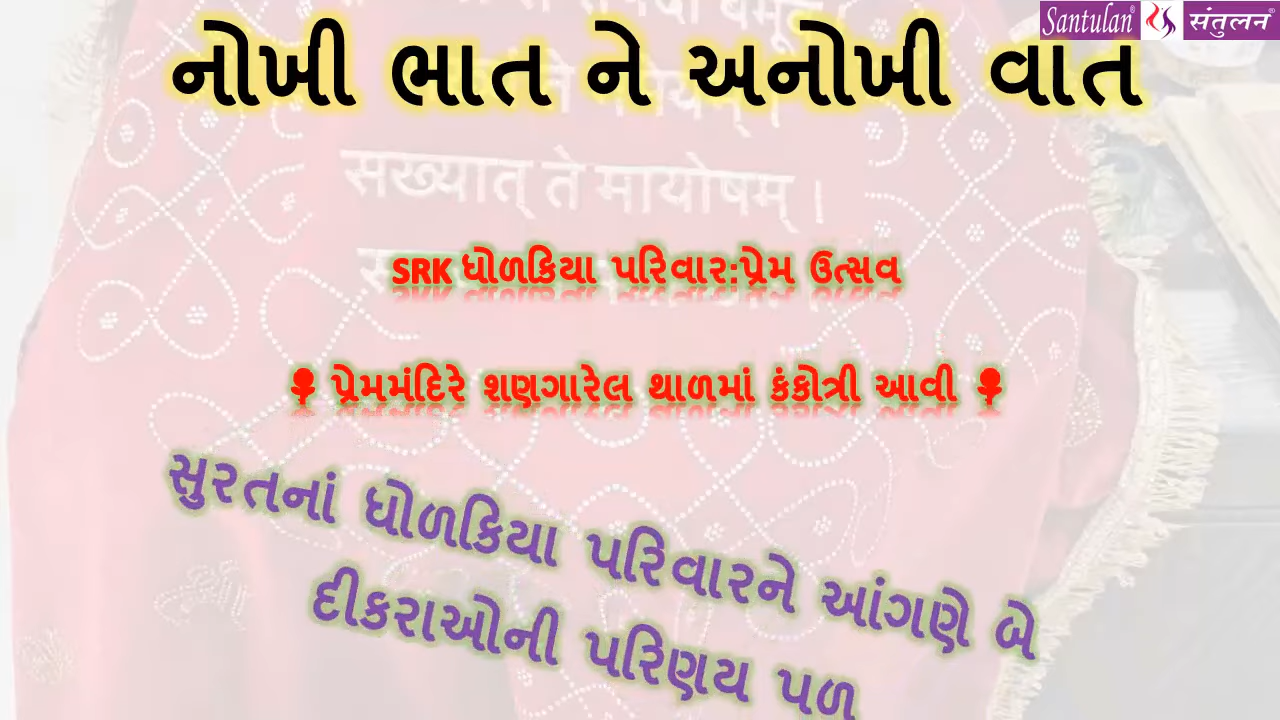 Santulan® संतुलन®
નોખી ભાત ને અનોખી વાત
सख्यात् ते मायोषम् ।
SRK ધોળકિયા પરિવાર:પ્રેમ ઉત્સવ
🌹 પ્રેમમંદિરે શણગારેલ થાળમાં કંકોત્રી આવી 🌹
સુરતનાં ધોળકિયા પરિવારને આંગણે બે
દીકરાઓની પરિણય પળ